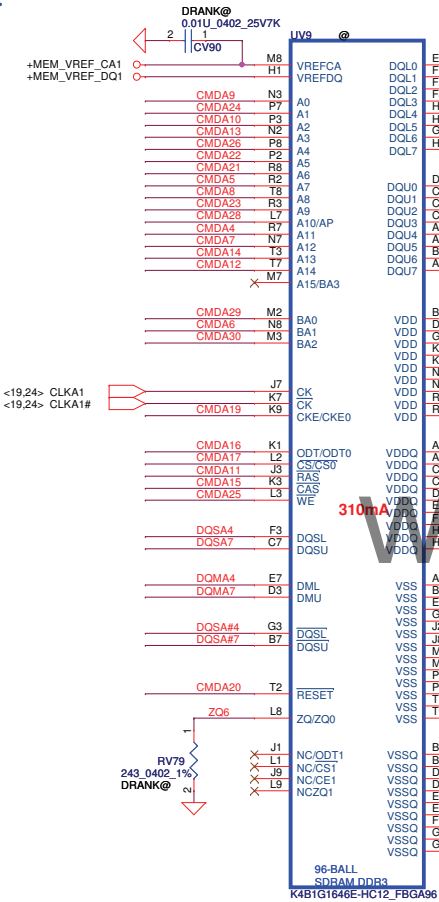 DRANK@
0.01U_0402_25V7K
2 1
CV90
UV9 @
+MEM_VREF_CA1 M8 VREFCA
+MEM_VREF_DQ1 H1 VREFDQ
CMDA9 N3 A0
CMDA24 P7 A1
CMDA10 P3 A2
CMDA13 N2 A3
CMDA26 P8 A4
CMDA22 P2 A5
CMDA21 R8 A6
CMDA5 R2 A7
CMDA8 T8 A8
CMDA23 R3 A9
CMDA28 L7 A10/AP
CMDA4 R7 A11
CMDA7 N7 A12
CMDA14 T3 A13
CMDA12 T7 A14
M7 A15/BA3
DQL0
DQL1
DQL2
DQL3
DQL4
DQL5
DQL6
DQL7
DQU0
DQU1
DQU2
DQU3
DQU4
DQU5
DQU6
DQU7
CMDA29 M2 BA0
CMDA6 N8 BA1
CMDA30 M3 BA2
VDD
VDD
VDD
VDD
VDD
VDD
VDD
VDD
VDD
<19,24> CLKA1 J7 CK
<19,24> CLKA1# K7 CK
CMDA19 K9 CKE/CKE0
CMDA16 K1 ODT/ODT0
CMDA17 L2 CS/CS0
CMDA11 J3 RAS
CMDA15 K3 CAS
CMDA25 L3 WE
VDDQ
VDDQ
VDDQ
VDDQ
VDDQ
VDDQ
VDDQ
VDDQ
VDDQ
310mA
W
DQSA4 F3 DQSL
DQSA7 C7 DQSU
DQMA4 E7 DML
DQMA7 D3 DMU
DQSA#4 G3 DQSL
DQSA#7 B7 DQSU
CMDA20 T2 RESET
ZQ6 L8 ZQ/ZQ0
VSS
VSS
VSS
VSS
VSS
VSS
VSS
VSS
VSS
VSS
VSS
VSS
1
RV79
243_0402_1%
DRANK@
2
J1 NC/ODT1
L1 NC/CS1
J9 NC/CE1
L9 NCZQ1
VSSQ
VSSQ
VSSQ
VSSQ
VSSQ
VSSQ
VSSQ
VSSQ
VSSQ
96-BALL
SDRAM DDR3
K4B1G1646E-HC12_FBGA96